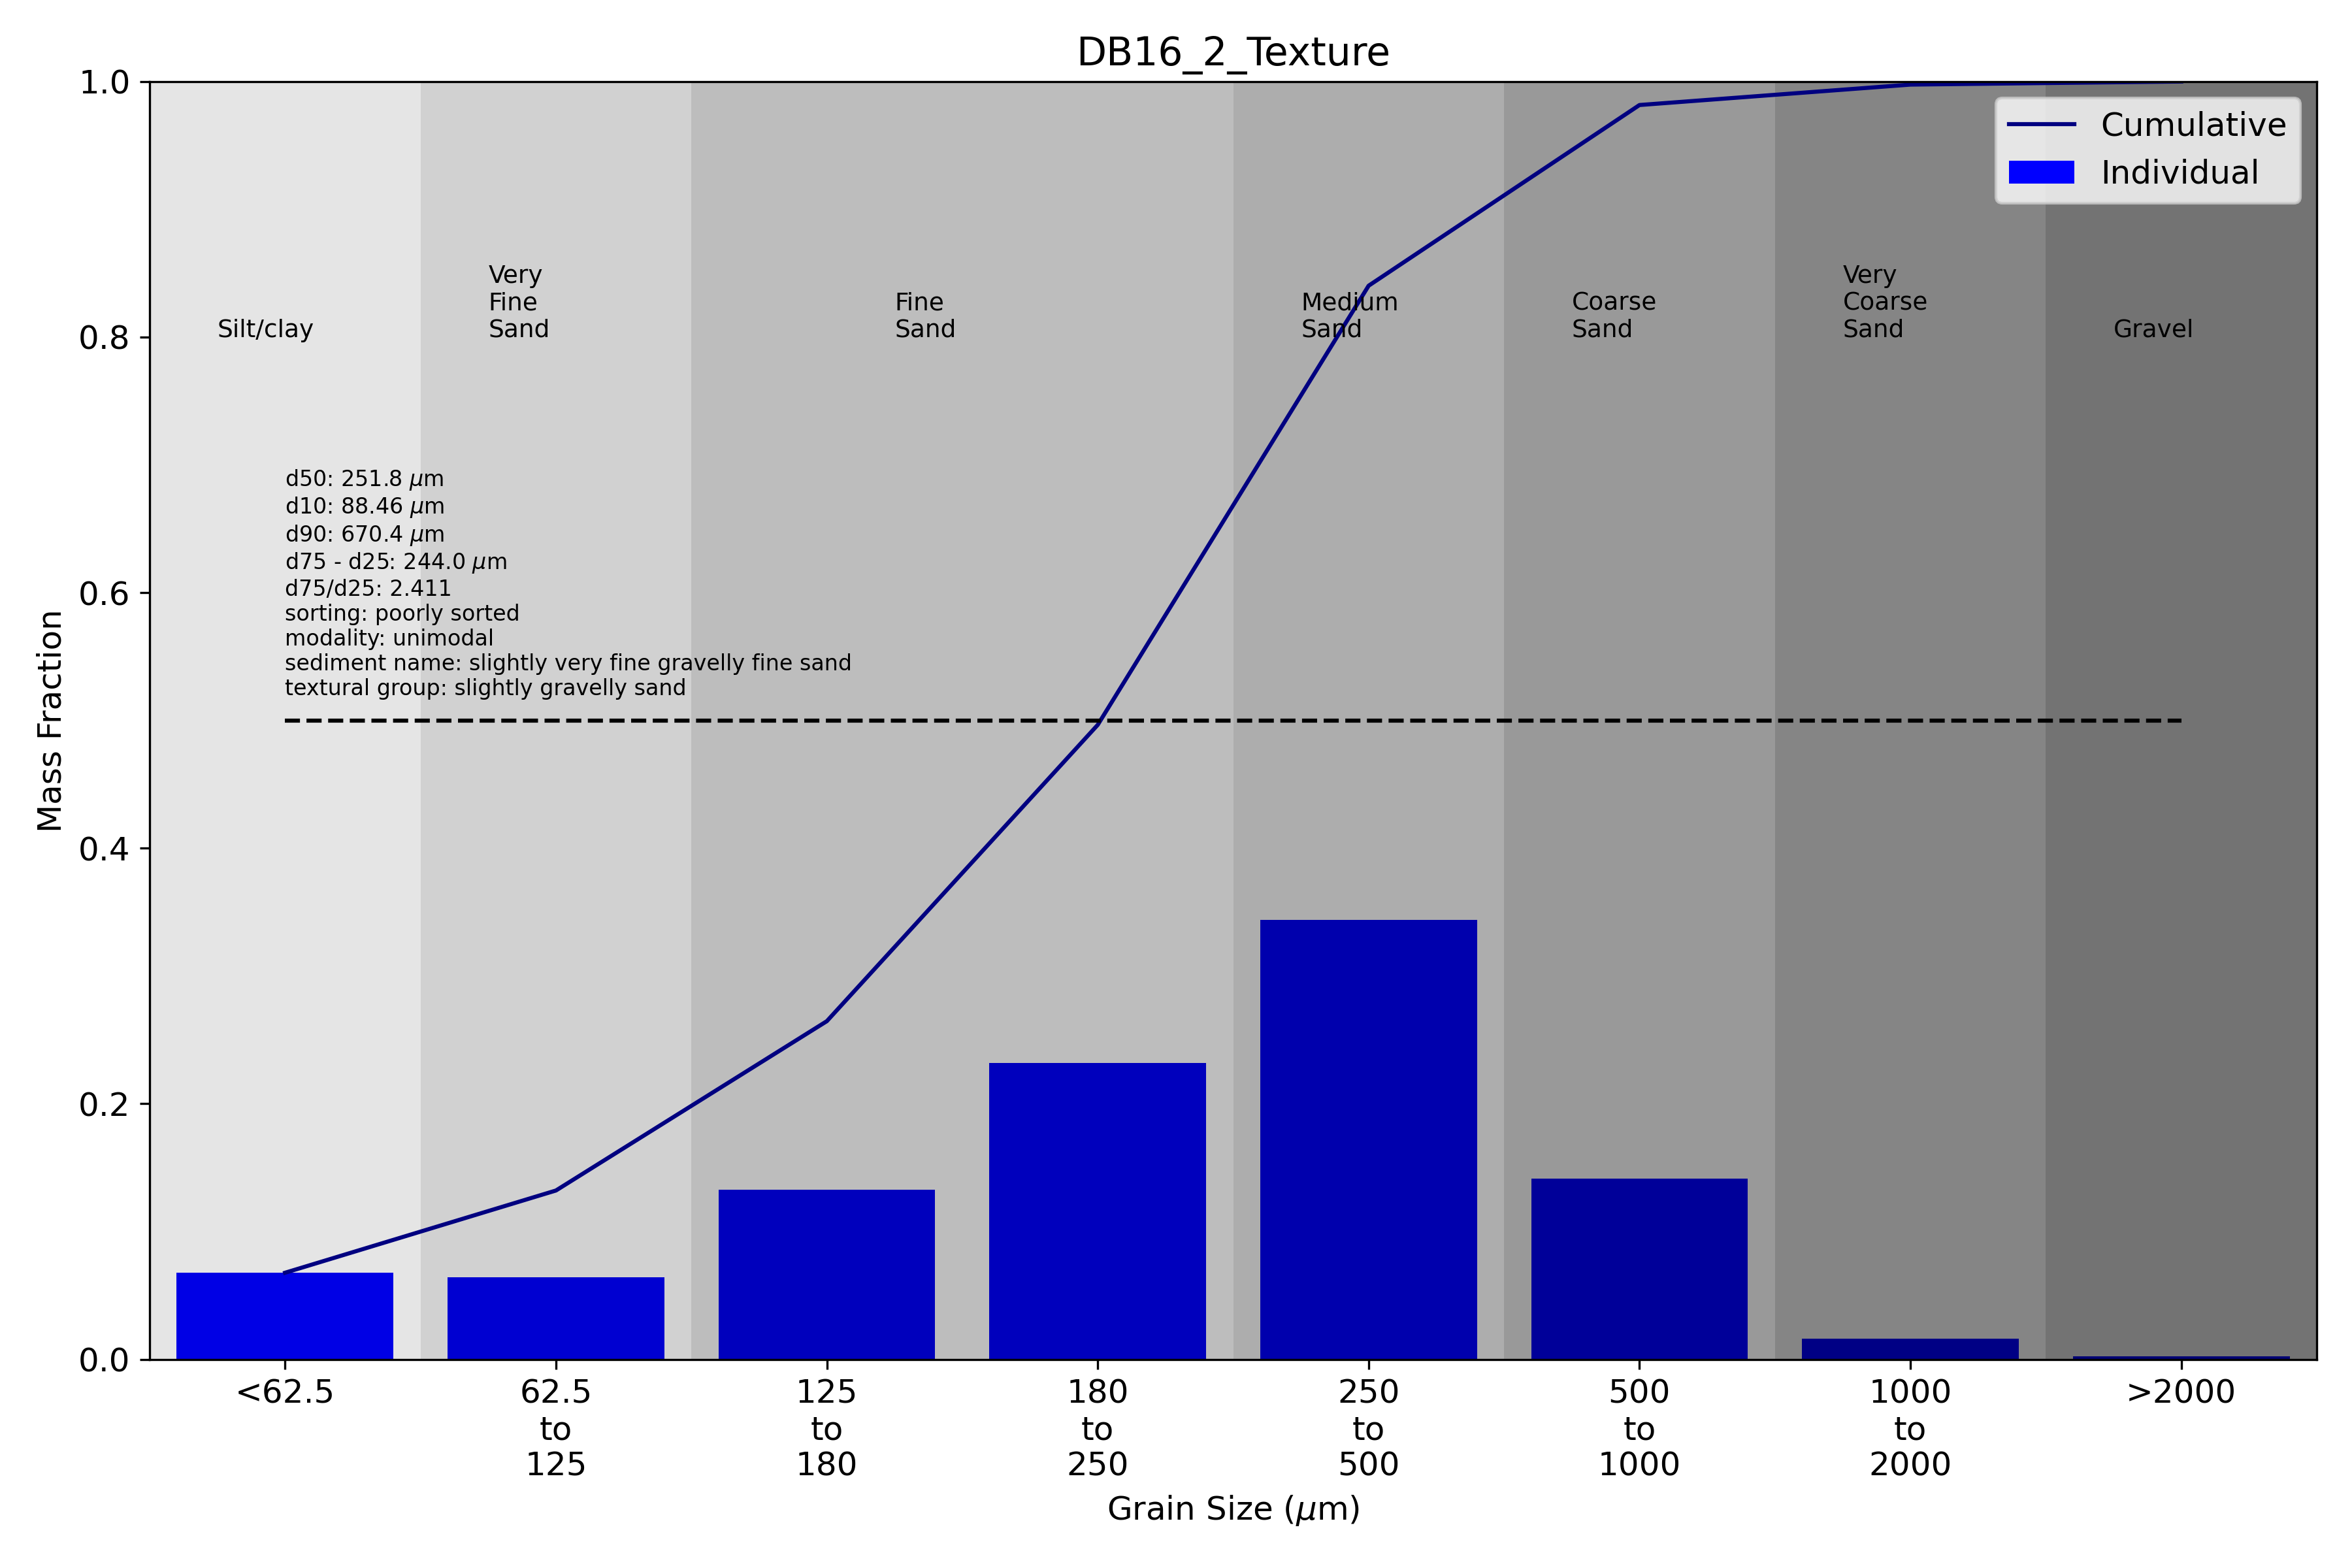 DB16_2_Texture
1.0
0.8
0.6
0.4
0.2
0.0
Mass Fraction
Cumulative
Individual
Silt/clay
Very
Fine
Sand
Fine
Sand
Medium
Sand
Coarse
Sand
Very
Coarse
Sand
Gravel
d50: 251.8 μm
d10: 88.46 μm
d90: 670.4 μm
d75 - d25: 244.0 μm
d75/d25: 2.411
sorting: poorly sorted
modality: unimodal
sediment name: slightly very fine gravelly fine sand
textural group: slightly gravelly sand
<62.5
62.5
to
125
125
to
180
180
to
250
250
to
500
500
to
1000
1000
to
2000
>2000
Grain Size (μm)